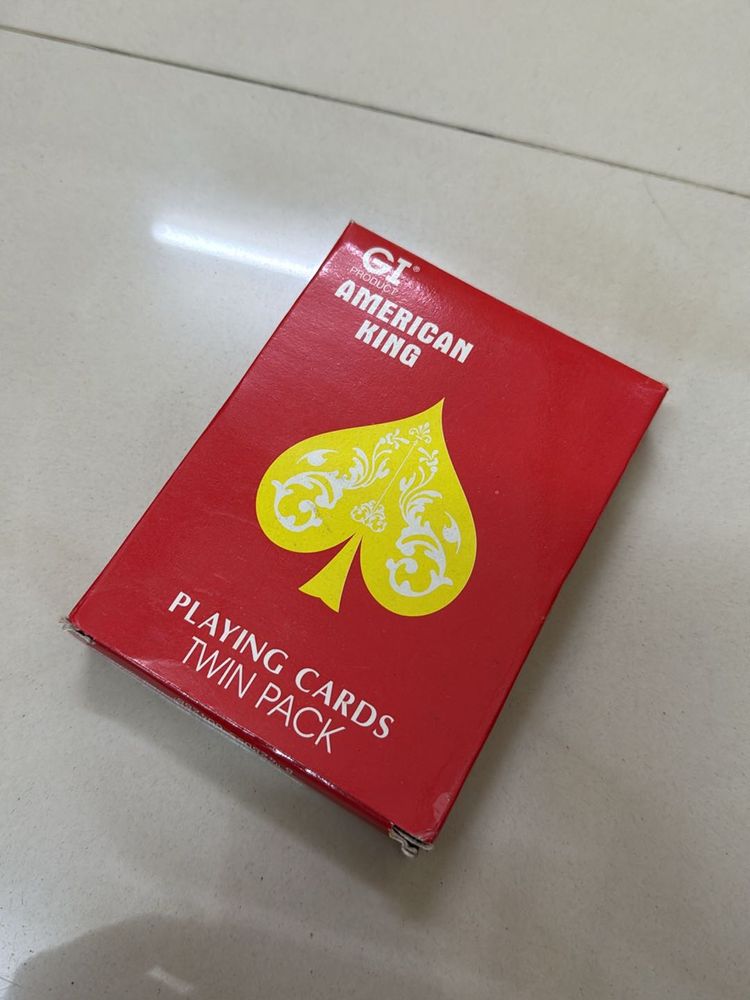 GI®
PRODUCT
AMERICAN
KING
PLAYING CARDS
TWIN PACK